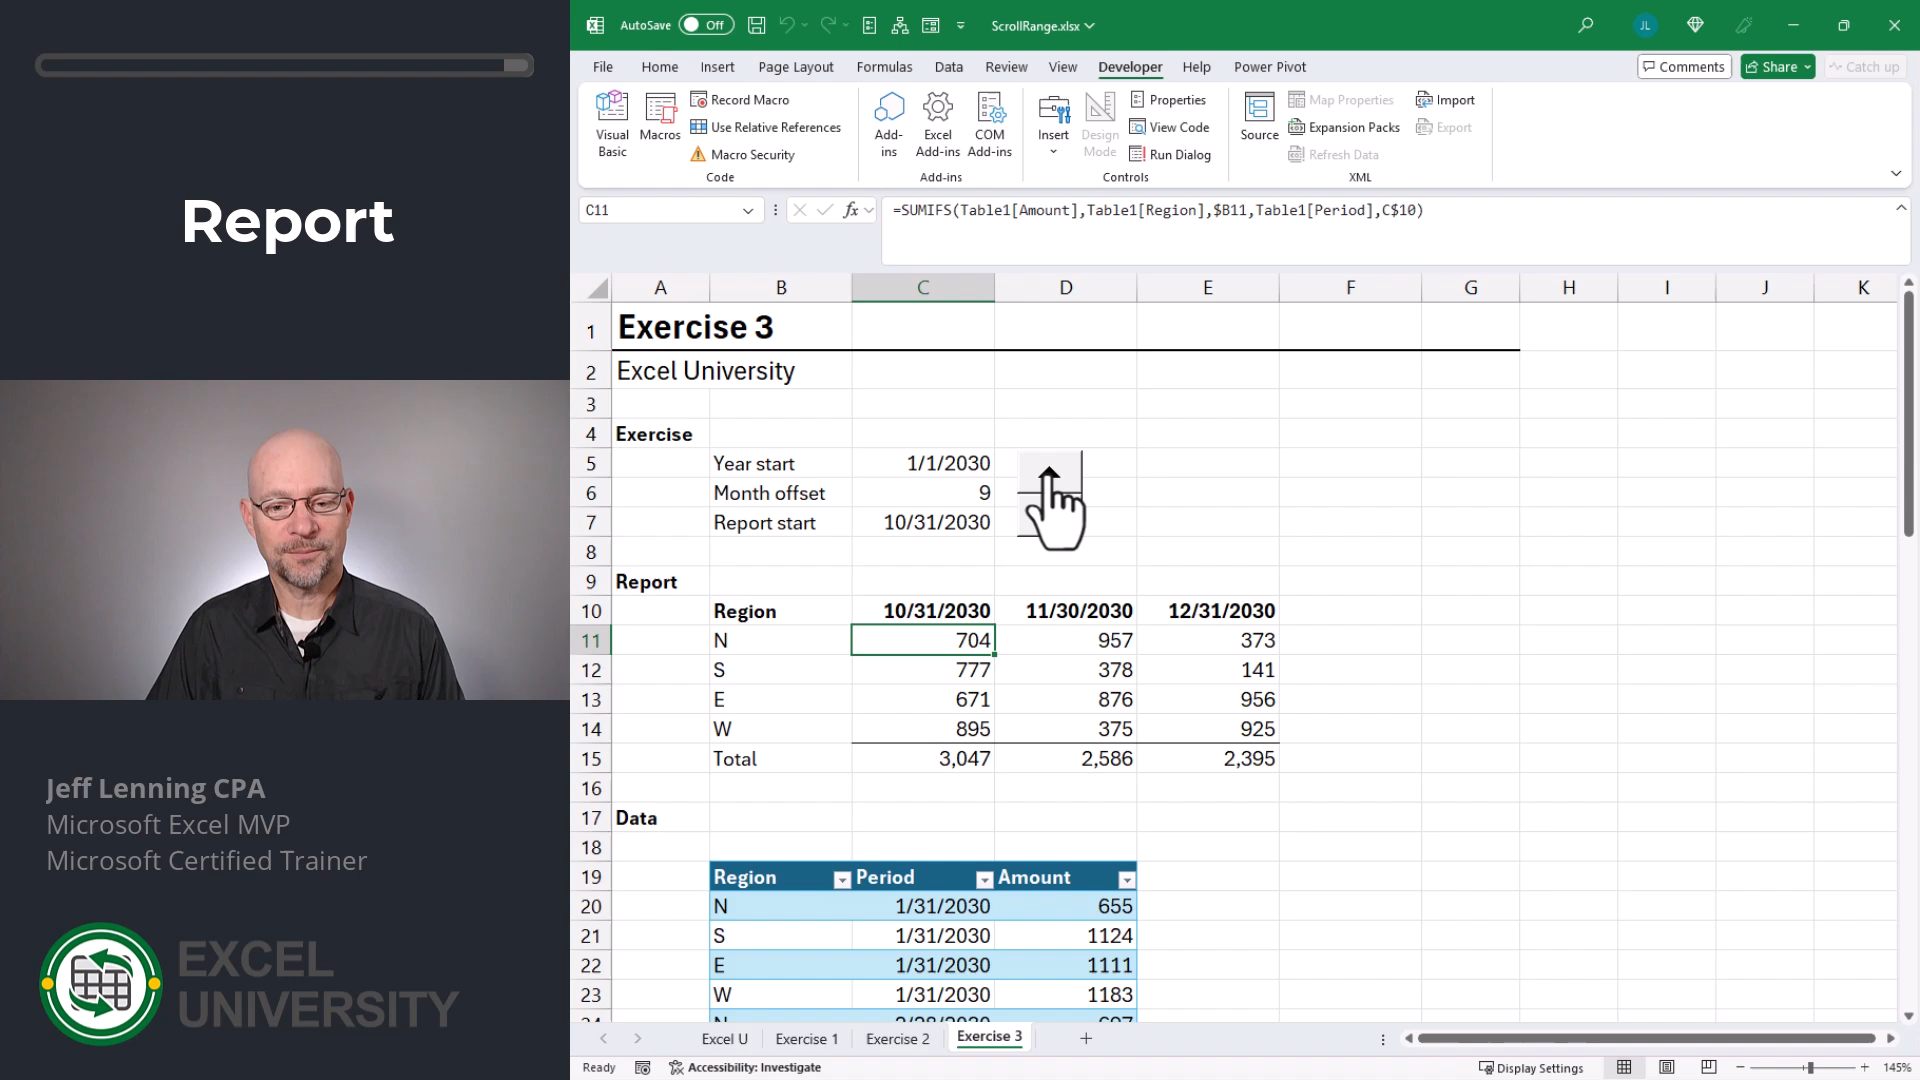 Report
Jeff Lenning CPA
Microsoft Excel MVP
Microsoft Certified Trainer
EXCEL
UNIVERSITY
AutoSave Off ScrollRange.xlsx JL
File Home Insert Page Layout Formulas Data Review View Developer Help Power Pivot Comments Share Catch up
Visual Basic
Macros
Record Macro
Use Relative References
Macro Security
Code
Add-ins
Excel Add-ins
COM Add-ins
Add-ins
Insert
Design Mode
Properties
View Code
Run Dialog
Controls
Source
Map Properties
Expansion Packs
Refresh Data
Import
Export
XML
C11 fx =SUMIFS(Table1[Amount],Table1[Region],$B11,Table1[Period],C$10)
A B C D E F G H I J K
1 Exercise 3
2 Excel University
3
4 Exercise
5 Year start 1/1/2030
6 Month offset 9
7 Report start 10/31/2030
8
9 Report
10 Region 10/31/2030 11/30/2030 12/31/2030
11 N 704 957 373
12 S 777 378 141
13 E 671 876 956
14 W 895 375 925
15 Total 3,047 2,586 2,395
16
17 Data
18
19 Region Period Amount
20 N 1/31/2030 655
21 S 1/31/2030 1124
22 E 1/31/2030 1111
23 W 1/31/2030 1183
Excel U Exercise 1 Exercise 2 Exercise 3
Ready Accessibility: Investigate Display Settings 145%